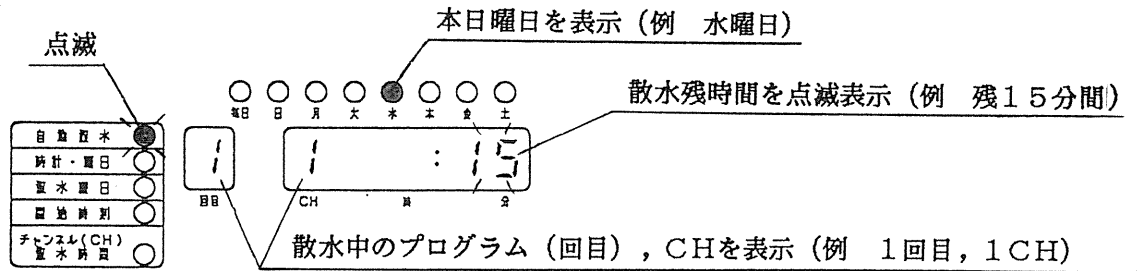 本日曜日を表示（例　水曜日）
点滅
散水残時間を点滅表示（例　残１５分間）
毎日 日 月 火 水 木 金 土
自動散水
時計・曜日
散水曜日
開始時刻
チャンネル(CH)
散水時間
1 1 : 15
回目 CH 時 分
散水中のプログラム（回目），ＣＨを表示（例　１回目，１ＣＨ）